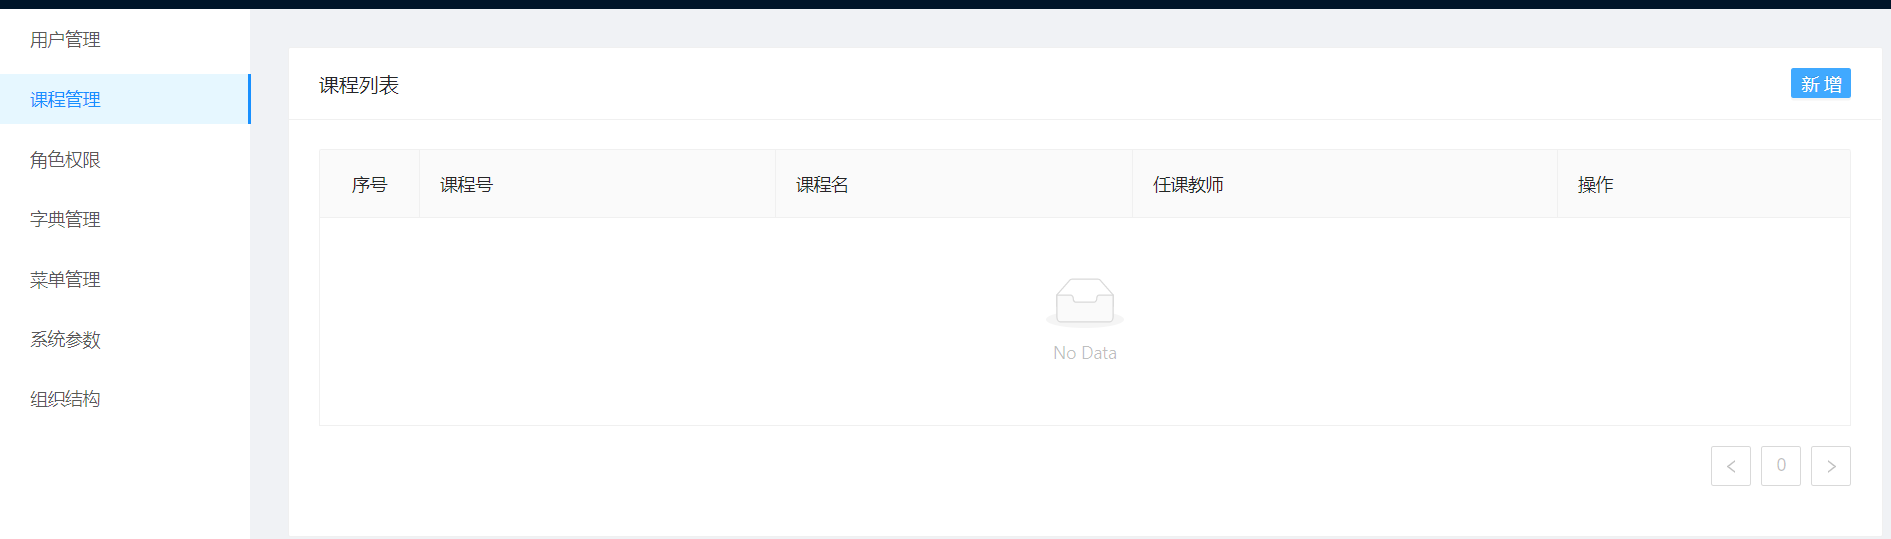 用户管理
课程管理
角色权限
字典管理
菜单管理
系统参数
组织结构
课程列表
新增
序号 课程号 课程名 任课教师 操作
No Data
< 0 >